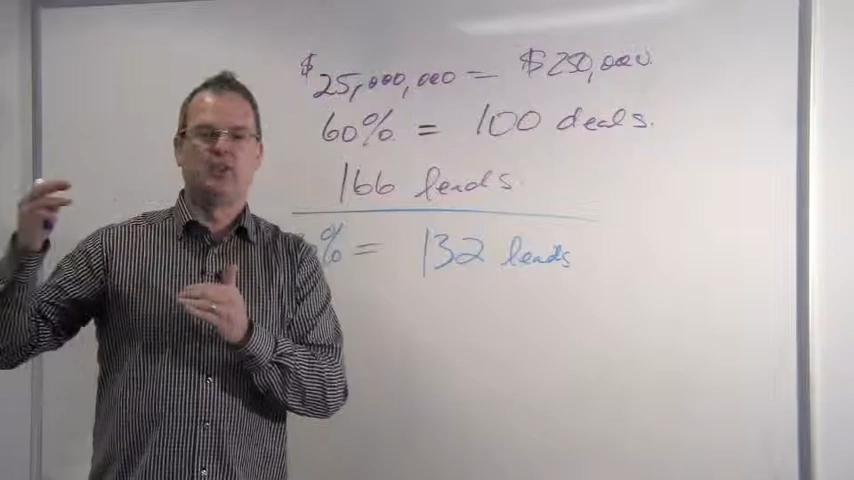 $25,000,000 = $250,000.
60% = 100 deals.
166 leads.
% = 132 leads